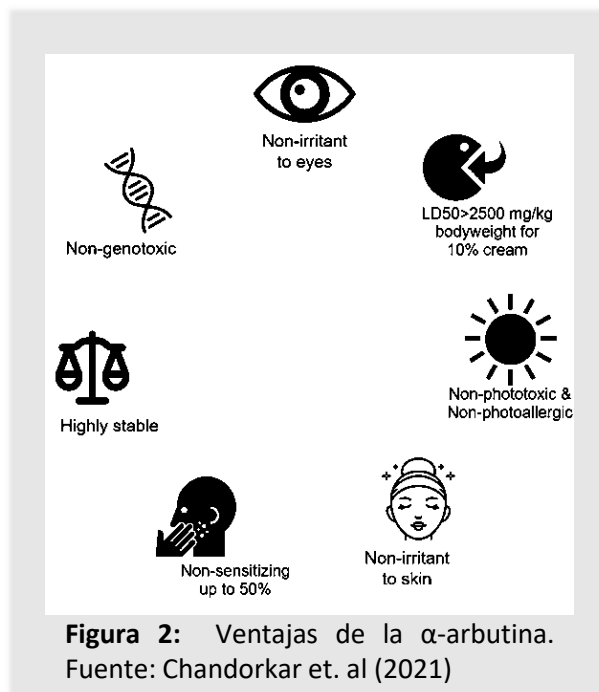 Non-irritant
to eyes
LD50>2500 mg/kg
bodyweight for
10% cream
Non-genotoxic
Non-phototoxic &
Non-photoallergic
Highly stable
Non-irritant
to skin
Non-sensitizing
up to 50%
Figura 2: Ventajas de la α-arbutina.
Fuente: Chandorkar et. al (2021)